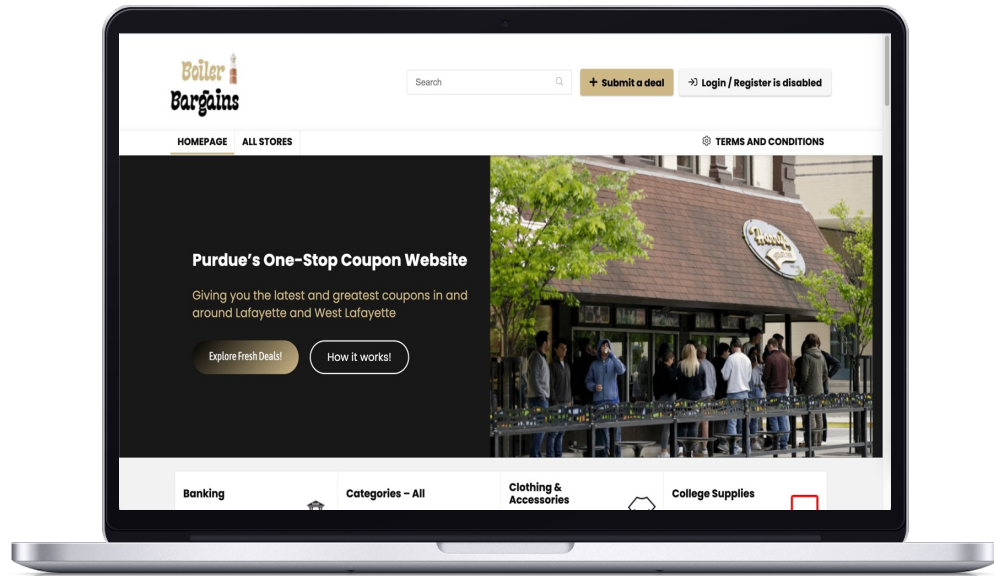 Boiler
Bargains
Search
+ Submit a deal
Login / Register is disabled
HOMEPAGE
ALL STORES
TERMS AND CONDITIONS
Purdue's One-Stop Coupon Website
Giving you the latest and greatest coupons in and
around Lafayette and West Lafayette
Explore Fresh Deals!
How it works!
Harry's
Banking
Categories – All
Clothing &
Accessories
College Supplies